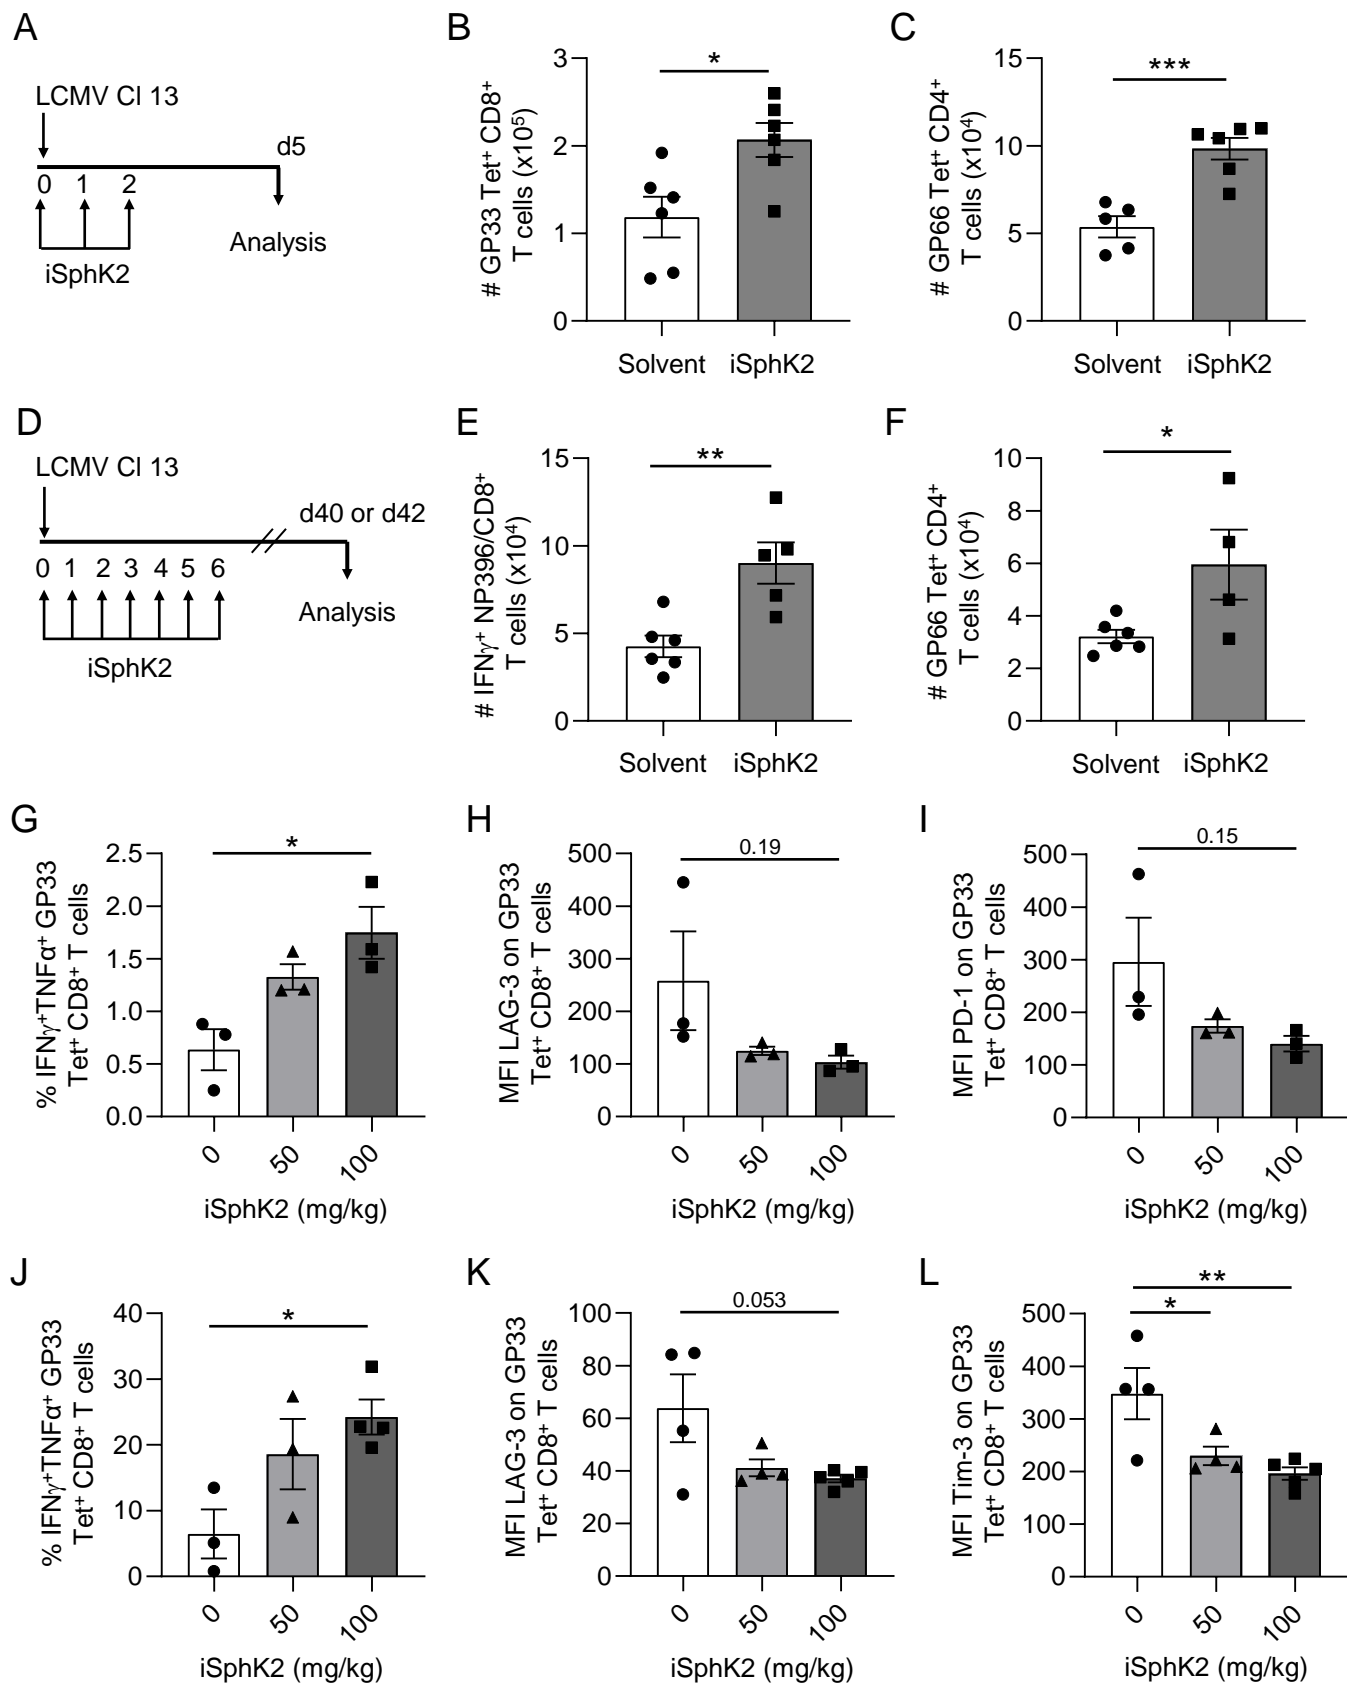 A
LCMV Cl 13
d5
0 1 2
Analysis
iSphK2
B
# GP33 Tet⁺ CD8⁺
T cells (x10⁵)
3
2
1
0
*
Solvent iSphK2
C
# GP66 Tet⁺ CD4⁺
T cells (x10⁴)
15
10
5
0
***
Solvent iSphK2
D
LCMV Cl 13
d40 or d42
0 1 2 3 4 5 6
Analysis
iSphK2
E
# IFNγ⁺ NP396/CD8⁺
T cells (x10⁴)
15
10
5
0
**
Solvent iSphK2
F
# GP66 Tet⁺ CD4⁺
T cells (x10⁴)
10
8
6
4
2
0
*
Solvent iSphK2
G
% IFNγ⁺TNFα⁺ GP33
Tet⁺ CD8⁺ T cells
2.5
2.0
1.5
1.0
0.5
0.0
*
0 50 100
iSphK2 (mg/kg)
H
MFI LAG-3 on GP33
Tet⁺ CD8⁺ T cells
500
400
300
200
100
0
0.19
0 50 100
iSphK2 (mg/kg)
I
MFI PD-1 on GP33
Tet⁺ CD8⁺ T cells
500
400
300
200
100
0
0.15
0 50 100
iSphK2 (mg/kg)
J
% IFNγ⁺TNFα⁺ GP33
Tet⁺ CD8⁺ T cells
40
30
20
10
0
*
0 50 100
iSphK2 (mg/kg)
K
MFI LAG-3 on GP33
Tet⁺ CD8⁺ T cells
100
80
60
40
20
0
0.053
0 50 100
iSphK2 (mg/kg)
L
MFI Tim-3 on GP33
Tet⁺ CD8⁺ T cells
500
400
300
200
100
0
**
*
0 50 100
iSphK2 (mg/kg)